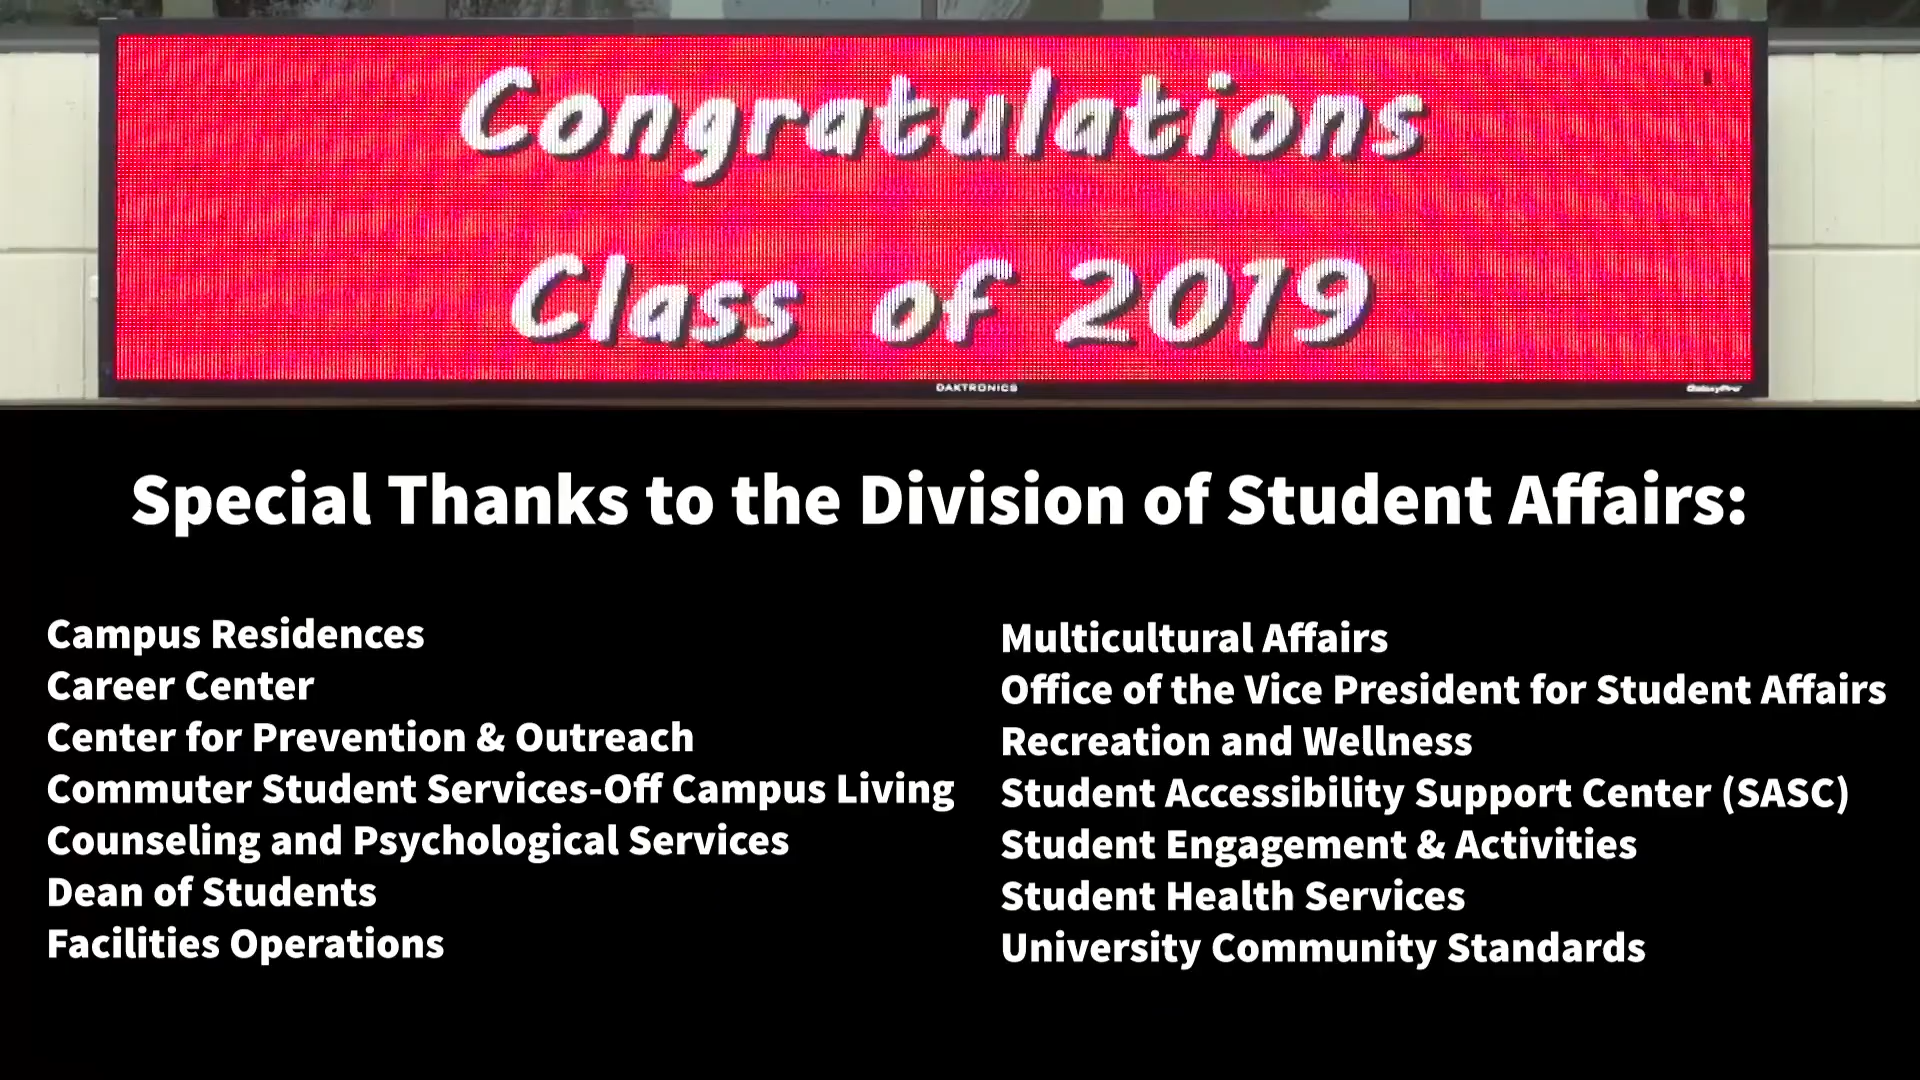 Congratulations
Class of 2019
DAKTRONICS
GalaxyPro
Special Thanks to the Division of Student Affairs:
Campus Residences
Career Center
Center for Prevention & Outreach
Commuter Student Services-Off Campus Living
Counseling and Psychological Services
Dean of Students
Facilities Operations
Multicultural Affairs
Office of the Vice President for Student Affairs
Recreation and Wellness
Student Accessibility Support Center (SASC)
Student Engagement & Activities
Student Health Services
University Community Standards